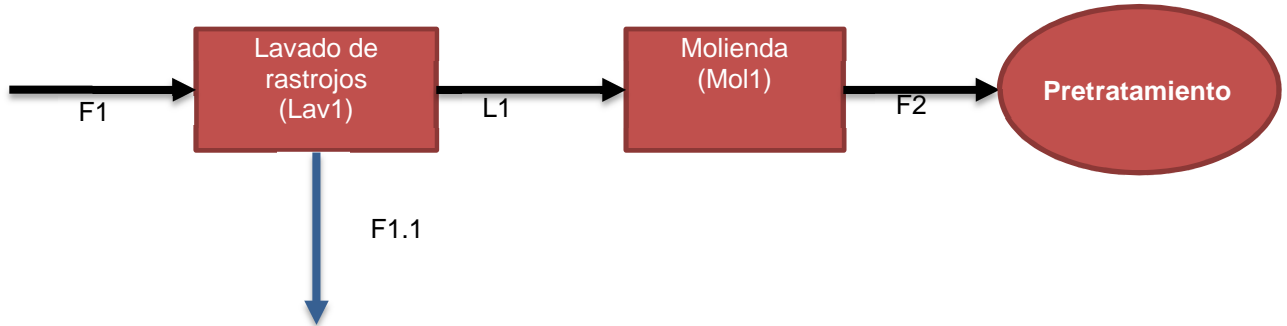 Lavado de
rastrojos
(Lav1)
Molienda
(Mol1)
Pretratamiento
F1
L1
F2
F1.1